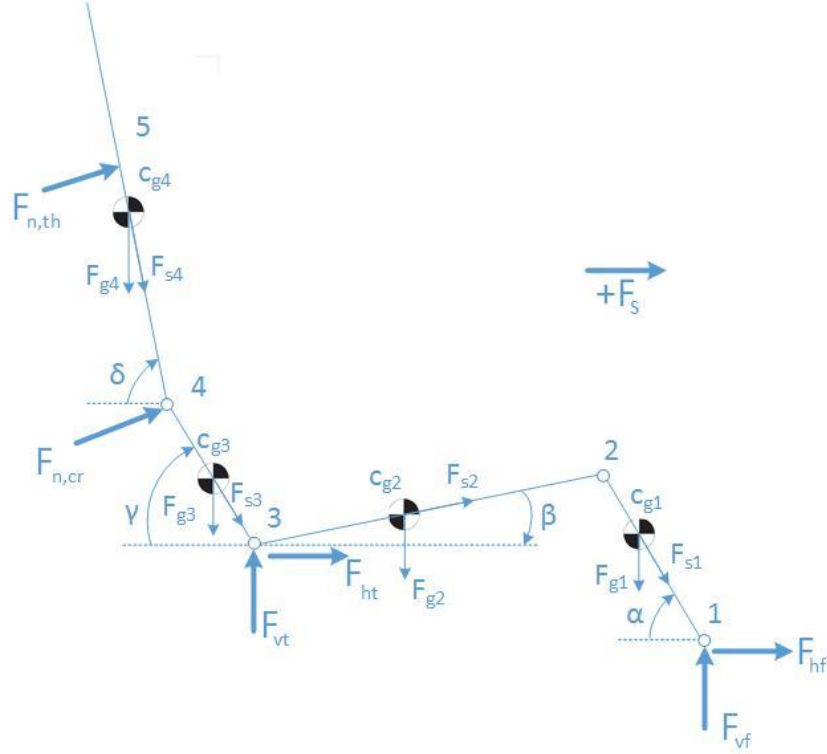 5
c_g4
F_n,th
F_g4
F_s4
+F_S
δ
4
F_n,cr
c_g3
2
c_g2
F_s2
c_g1
γ
F_g3
F_s3
3
β
F_ht
F_g2
F_g1
F_s1
F_vt
α
1
F_hf
F_vf